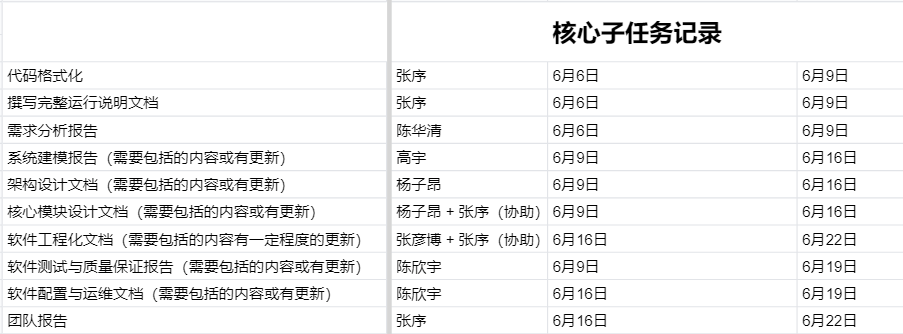 核心子任务记录
代码格式化 张序 6月6日 6月9日
撰写完整运行说明文档 张序 6月6日 6月9日
需求分析报告 陈华清 6月6日 6月9日
系统建模报告（需要包括的内容或有更新） 高宇 6月9日 6月16日
架构设计文档（需要包括的内容或有更新） 杨子昂 6月9日 6月16日
核心模块设计文档（需要包括的内容或有更新） 杨子昂 + 张序（协助） 6月9日 6月16日
软件工程化文档（需要包括的内容有一定程度的更新） 张彦博 + 张序（协助） 6月16日 6月22日
软件测试与质量保证报告（需要包括的内容或有更新） 陈欣宇 6月9日 6月19日
软件配置与运维文档（需要包括的内容或有更新） 陈欣宇 6月16日 6月19日
团队报告 张序 6月16日 6月22日